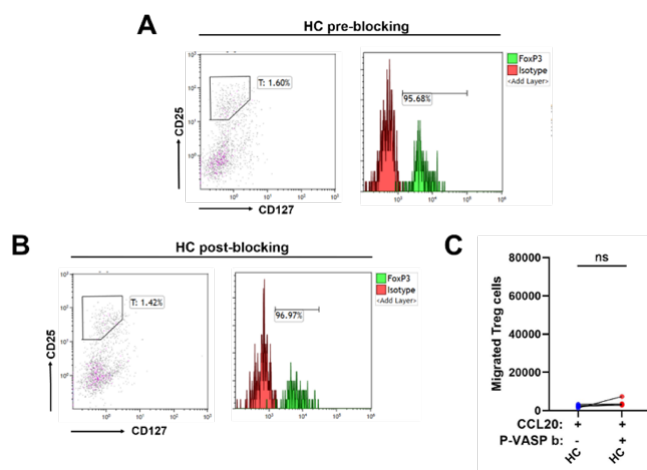 A
HC pre-blocking
T: 1.60%
CD25
CD127
95.68%
FoxP3
Isotype
<Add Layer>
B
HC post-blocking
T: 1.42%
CD25
CD127
96.97%
FoxP3
Isotype
<Add Layer>
C
ns
Migrated Treg cells
80000
60000
40000
20000
0
CCL20: + +
P-VASP b: - +
HC HC